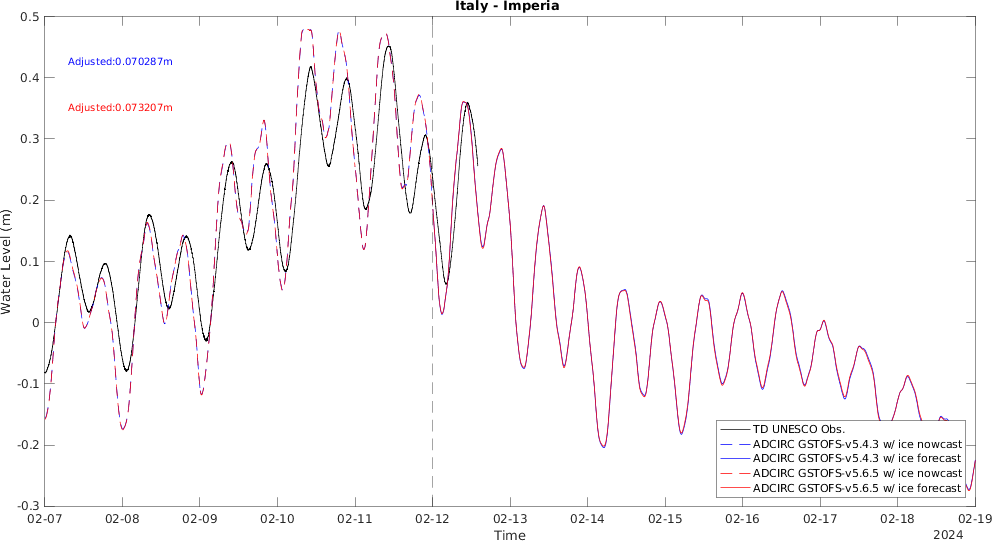 Italy - Imperia
0.5
0.4
0.3
0.2
0.1
0
-0.1
-0.2
-0.3
Water Level (m)
Adjusted:0.070287m
Adjusted:0.073207m
TD UNESCO Obs.
ADCIRC GSTOFS-v5.4.3 w/ ice nowcast
ADCIRC GSTOFS-v5.4.3 w/ ice forecast
ADCIRC GSTOFS-v5.6.5 w/ ice nowcast
ADCIRC GSTOFS-v5.6.5 w/ ice forecast
02-07 02-08 02-09 02-10 02-11 02-12 02-13 02-14 02-15 02-16 02-17 02-18 02-19
Time
2024